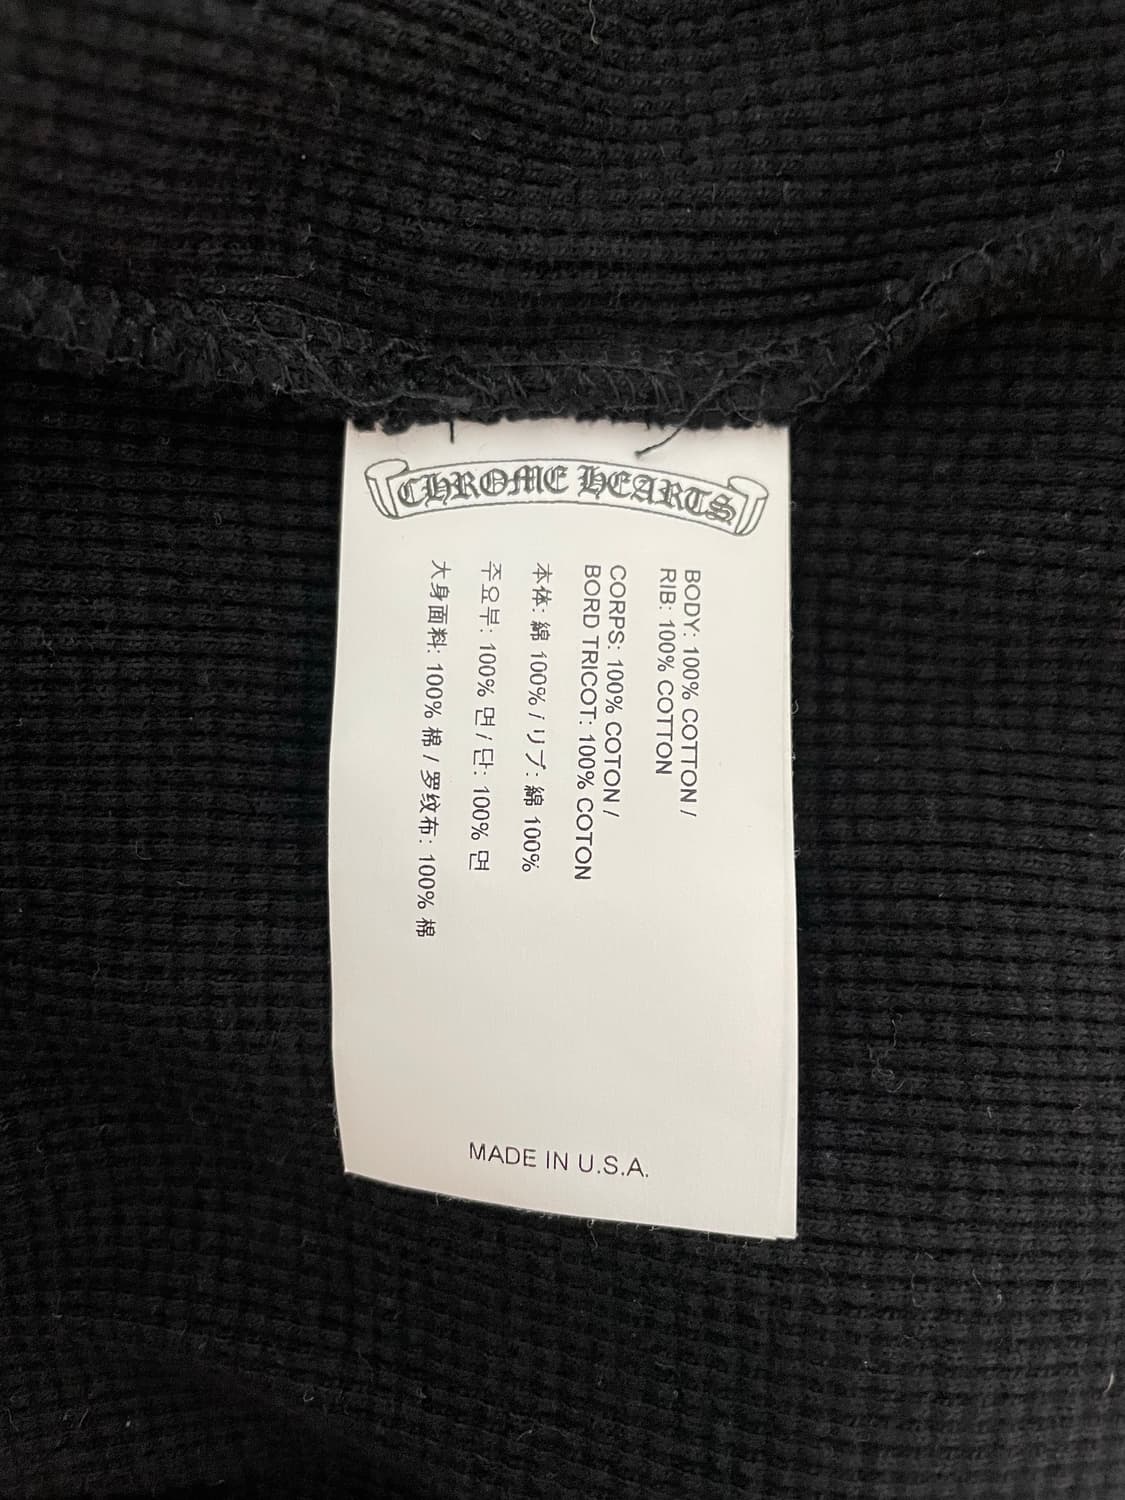 CHROME HEARTS
BODY: 100% COTTON /
RIB: 100% COTTON
CORPS: 100% COTON /
BORD TRICOT: 100% COTON
本体: 綿 100% / リブ: 綿 100%
주요부: 100% 면 / 단: 100% 면
大身面料: 100% 棉 / 罗纹布: 100% 棉
MADE IN U.S.A.